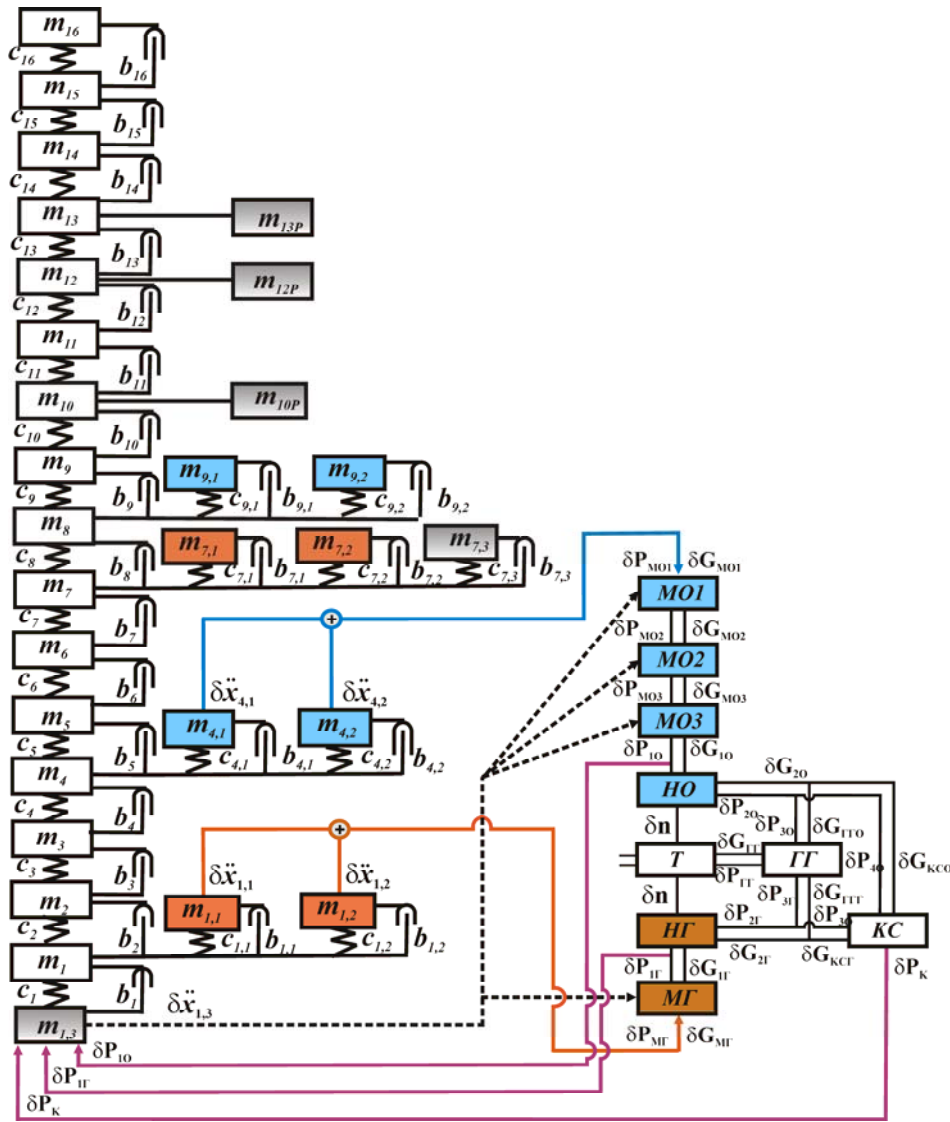 m16
c16
b16
m15
c15
b15
m14
c14
b14
m13
m13P
c13
b13
m12
m12P
c12
b12
m11
c11
b11
m10
m10P
c10
b10
m9
m9,1
m9,2
c9
b9
c9,1
b9,1
c9,2
b9,2
m8
m7,1
m7,2
m7,3
c8
b8
c7,1
b7,1
c7,2
b7,2
c7,3
b7,3
m7
δPМО1
δGМО1
МО1
c7
b7
+
δPМО2
δGМО2
m6
МО2
c6
b6
δẍ4,1
δẍ4,2
δPМО3
δGМО3
m5
m4,1
m4,2
МО3
c5
b5
c4,1
b4,1
c4,2
b4,2
δP1О
δG1О
m4
δG2О
НО
c4
b4
δP2О
+
δn
δP3О
δGГГО
m3
δGГГ
Т
ГГ
δP4О
δGКСО
c3
b3
δẍ1,1
δẍ1,2
δPГГ
δn
δP3Г
δGГГГ
m2
m1,1
m1,2
δP2Г
δP3О
НГ
КС
c2
b2
c1,1
b1,1
c1,2
b1,2
δG2Г
δGКСГ
m1
δP1Г
δG1Г
δPК
c1
b1
δẍ1,3
МГ
m1,3
δPМГ
δGМГ
δP1О
δP1Г
δPК